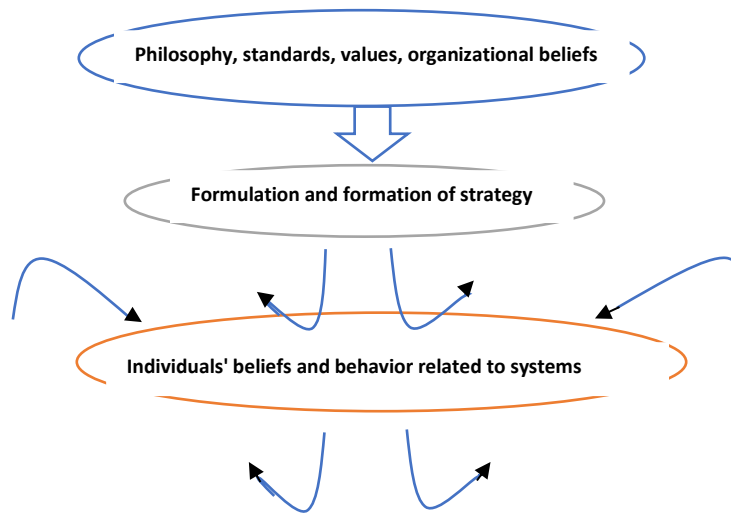 Philosophy, standards, values, organizational beliefs
Formulation and formation of strategy
Individuals' beliefs and behavior related to systems